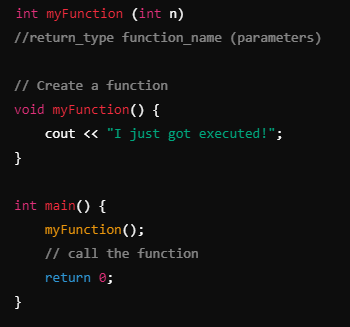 int myFunction (int n)
//return_type function_name (parameters)
// Create a function
void myFunction() {
cout << "I just got executed!";
}
int main() {
myFunction();
// call the function
return 0;
}